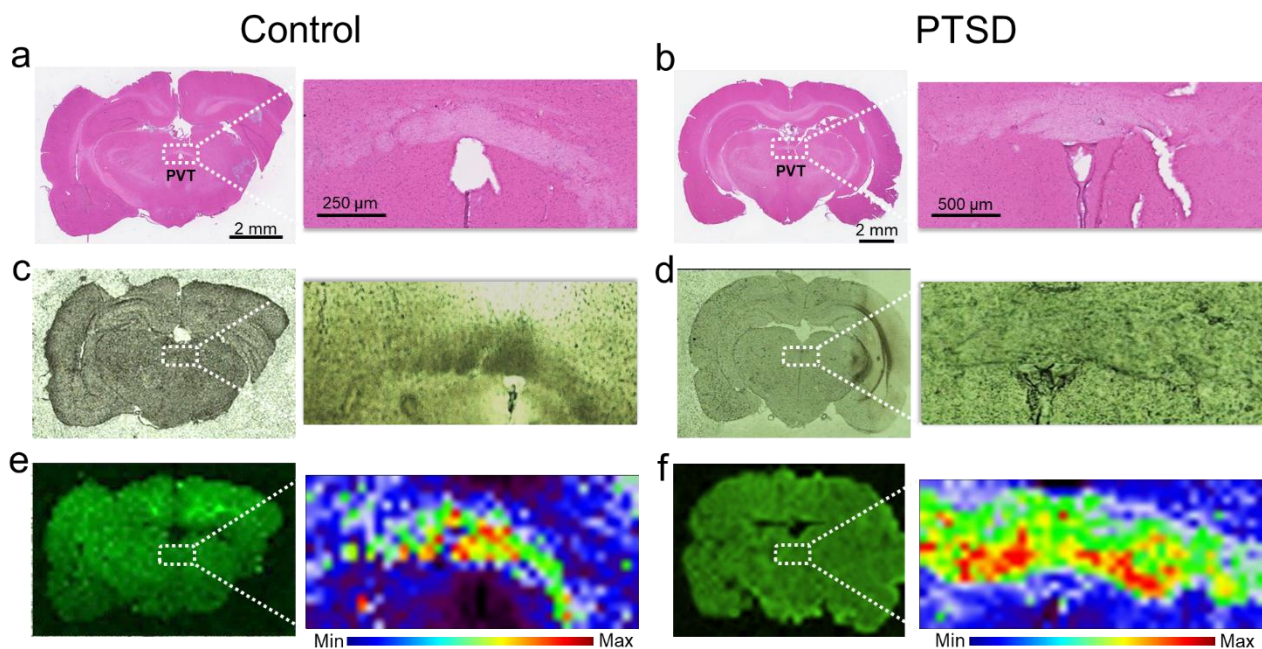 Control
PTSD
a
b
PVT
2 mm
250 µm
PVT
2 mm
500 µm
c
d
e
f
Min
Max
Min
Max